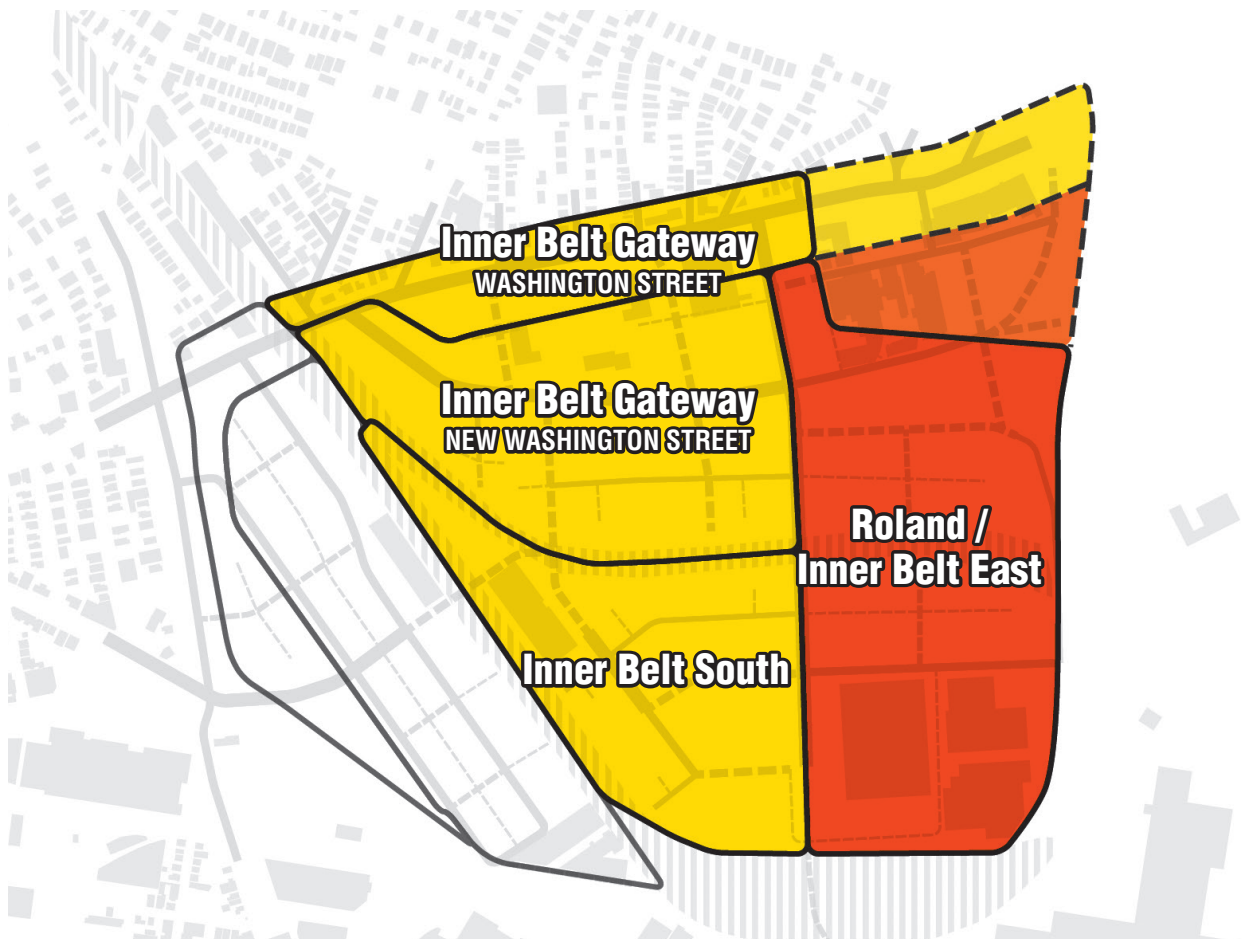 Inner Belt Gateway
WASHINGTON STREET
Inner Belt Gateway
NEW WASHINGTON STREET
Roland /
Inner Belt East
Inner Belt South